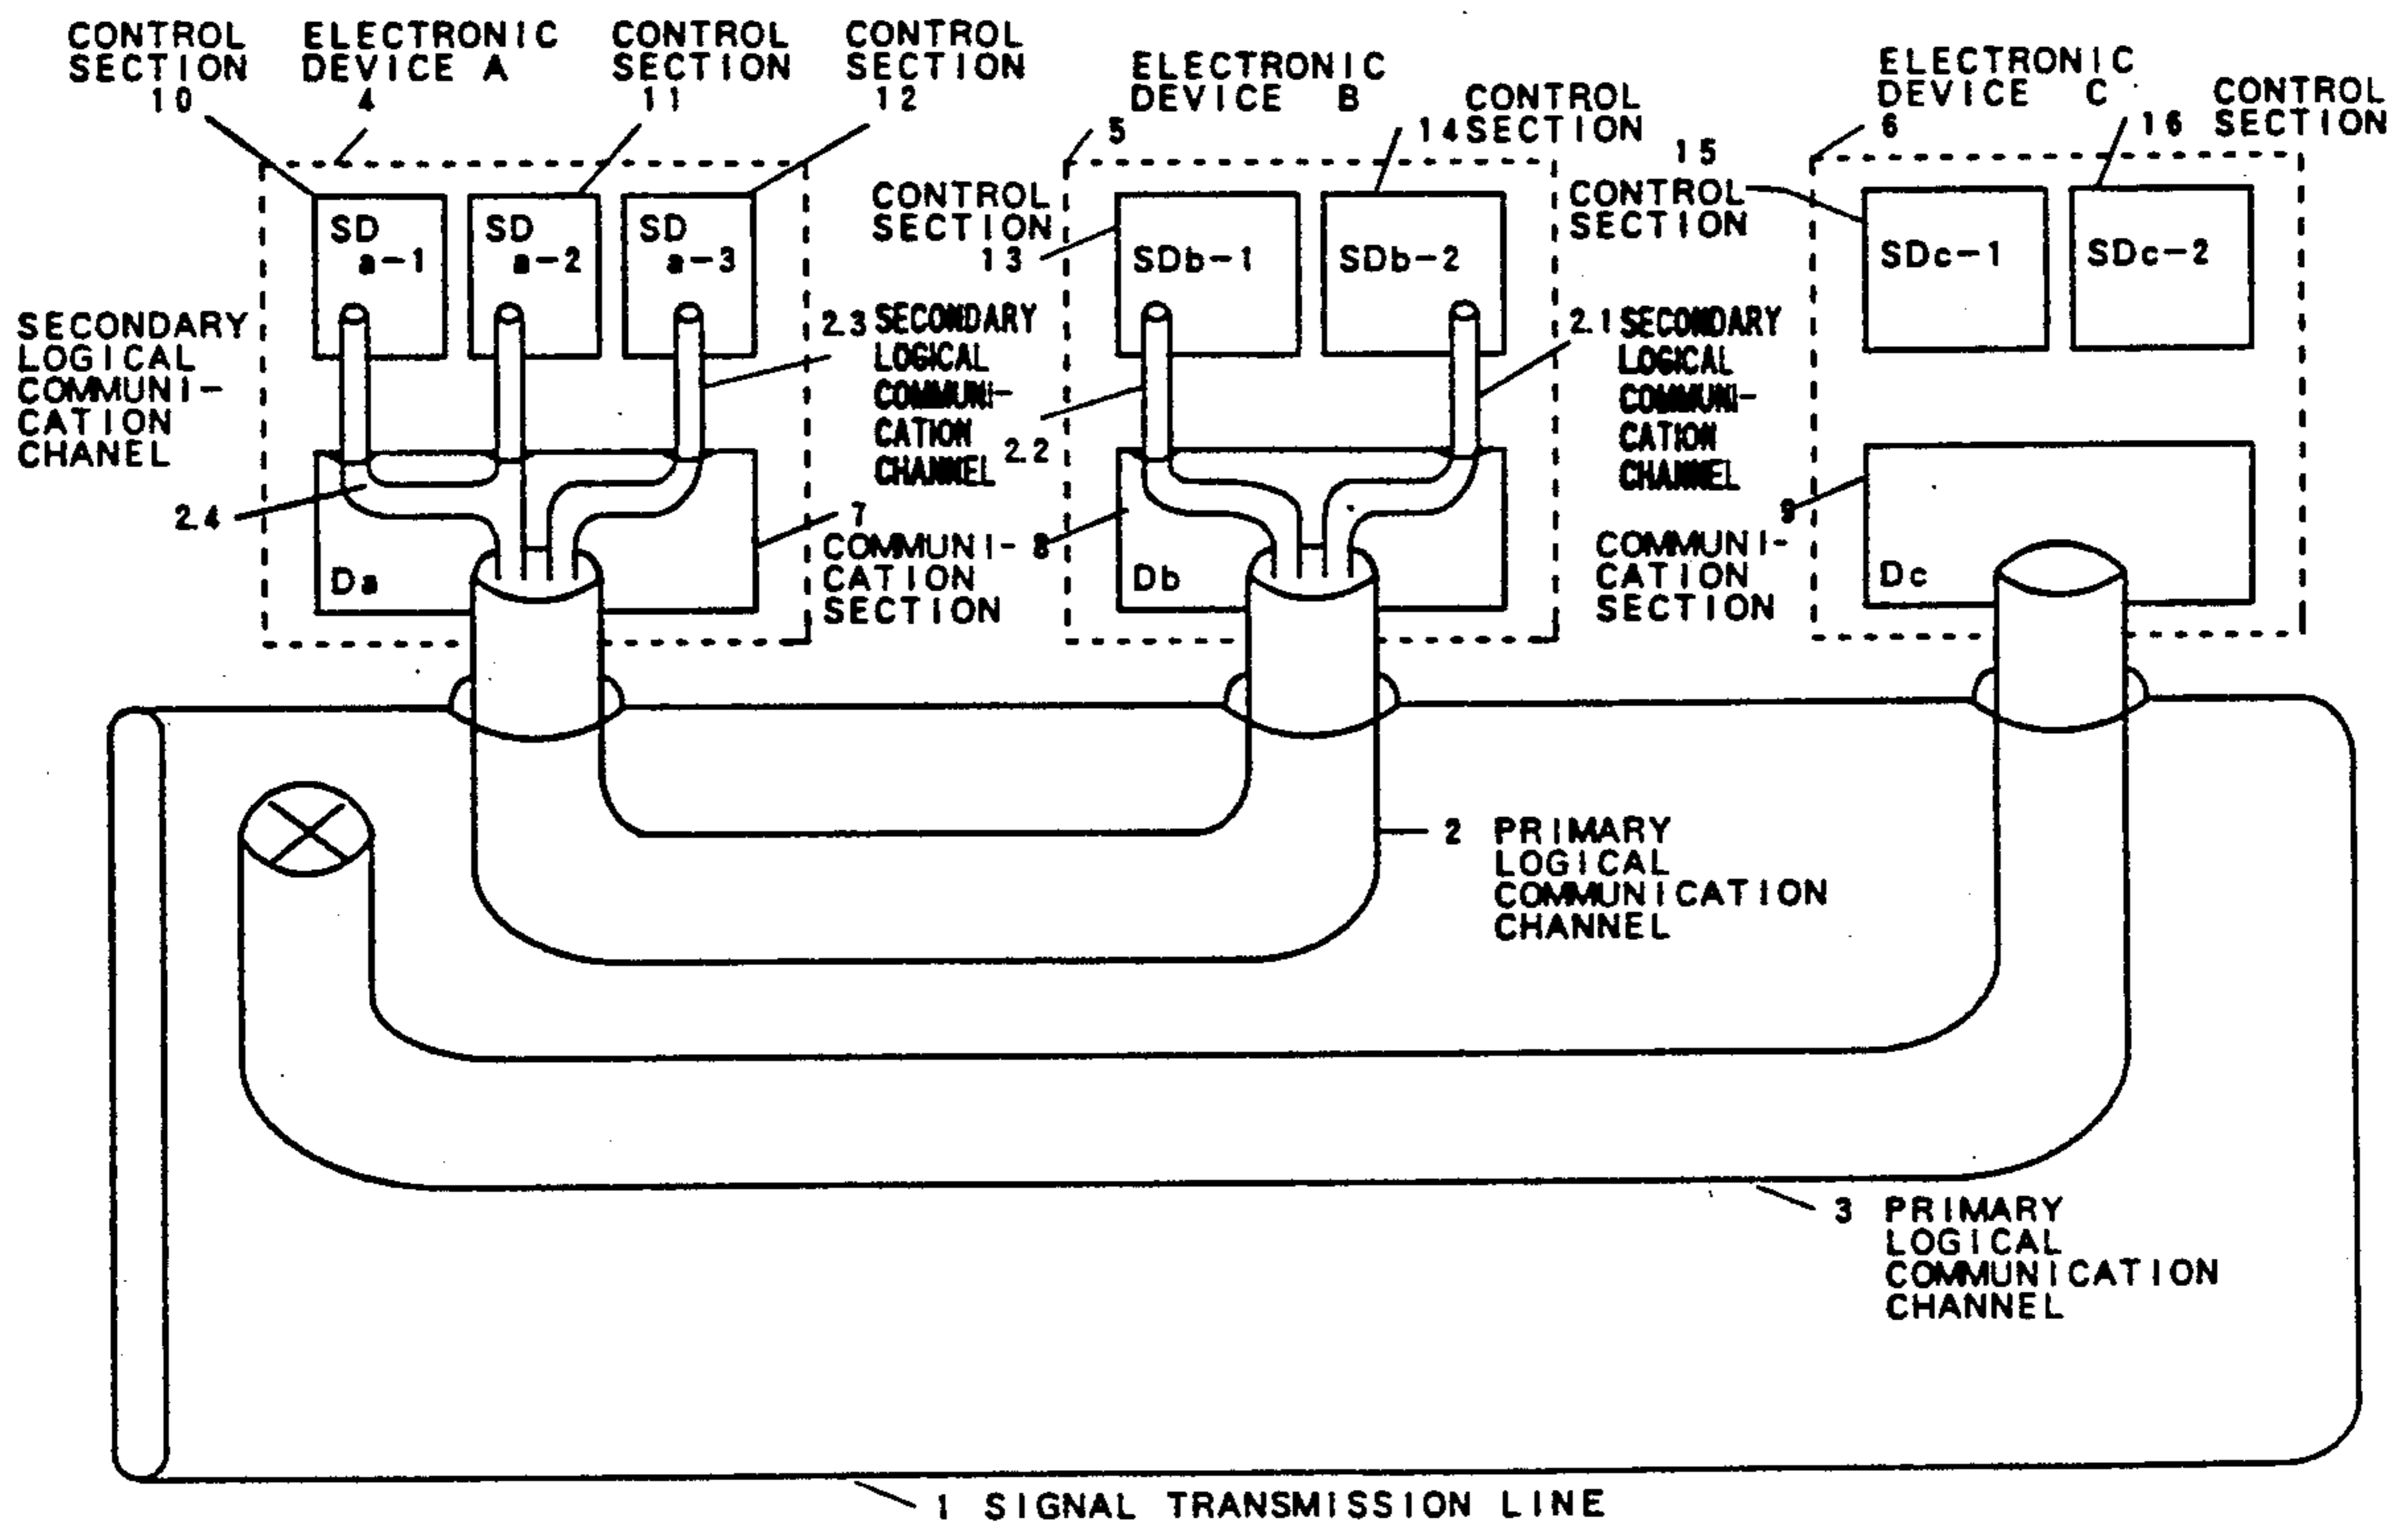 CONTROL
SECTION
10
ELECTRONIC
DEVICE A
4
CONTROL
SECTION
11
CONTROL
SECTION
12
ELECTRONIC
DEVICE B
5
CONTROL
14 SECTION
ELECTRONIC
DEVICE C
6
CONTROL
16 SECTION
15
CONTROL
SECTION
CONTROL
SECTION
13
SD
a-1
SD
a-2
SD
a-3
SDb-1
SDb-2
SDc-1
SDc-2
SECONDARY
LOGICAL
COMMUNI-
CATION
CHANEL
2.4
2.3 SECONDARY
LOGICAL
COMMUNI-
CATION
CHANNEL
2.2
2.1 SECONDARY
LOGICAL
COMMUNI-
CATION
CHANNEL
Da
7
COMMUNI-
CATION
SECTION
8
Db
9
COMMUNI-
CATION
SECTION
Dc
2 PRIMARY
LOGICAL
COMMUNICATION
CHANNEL
3 PRIMARY
LOGICAL
COMMUNICATION
CHANNEL
1 SIGNAL TRANSMISSION LINE